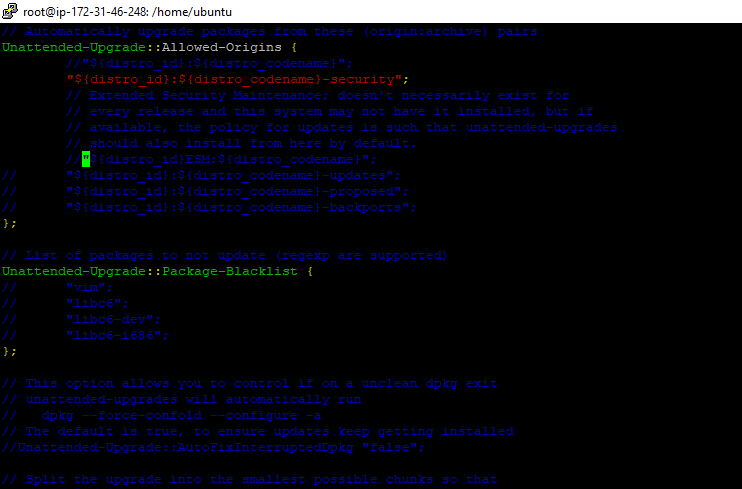 root@ip-172-31-46-248: /home/ubuntu
// Automatically upgrade packages from these (origin:archive) pairs
Unattended-Upgrade::Allowed-Origins {
        //"${distro_id}:${distro_codename}";
        "${distro_id}:${distro_codename}-security";
        // Extended Security Maintenance; doesn't necessarily exist for
        // every release and this system may not have it installed, but if
        // available, the policy for updates is such that unattended-upgrades
        // should also install from here by default.
        //"${distro_id}ESM:${distro_codename}";
//      "${distro_id}:${distro_codename}-updates";
//      "${distro_id}:${distro_codename}-proposed";
//      "${distro_id}:${distro_codename}-backports";
};
// List of packages to not update (regexp are supported)
Unattended-Upgrade::Package-Blacklist {
//      "vim";
//      "libc6";
//      "libc6-dev";
//      "libc6-i686";
};
// This option allows you to control if on a unclean dpkg exit
// unattended-upgrades will automatically run
//   dpkg --force-confold --configure -a
// The default is true, to ensure updates keep getting installed
//Unattended-Upgrade::AutoFixInterruptedDpkg "false";
// Split the upgrade into the smallest possible chunks so that